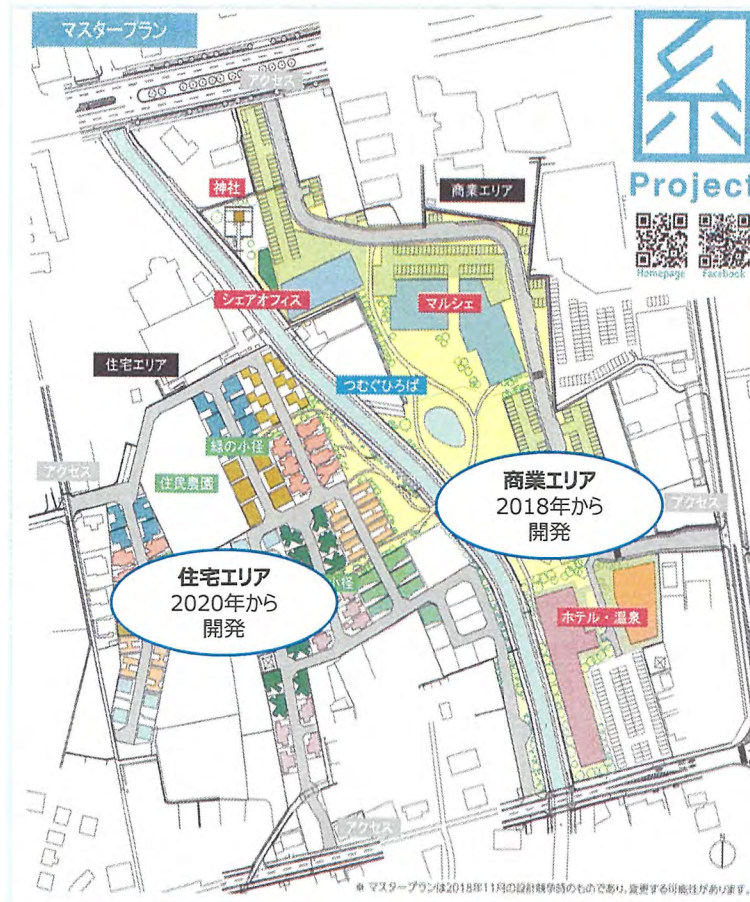 マスタープラン
アクセス
糸
Project
Homepage
Facebook
神社
商業エリア
シェアオフィス
マルシェ
住宅エリア
つむぐひろば
緑の小径
アクセス
住民農園
商業エリア
2018年から
開発
アクセス
住宅エリア
2020年から
開発
小径
ホテル・温泉
アクセス
N
※ マスタープランは2018年11月の設計競争時のものであり、変更する可能性があります。